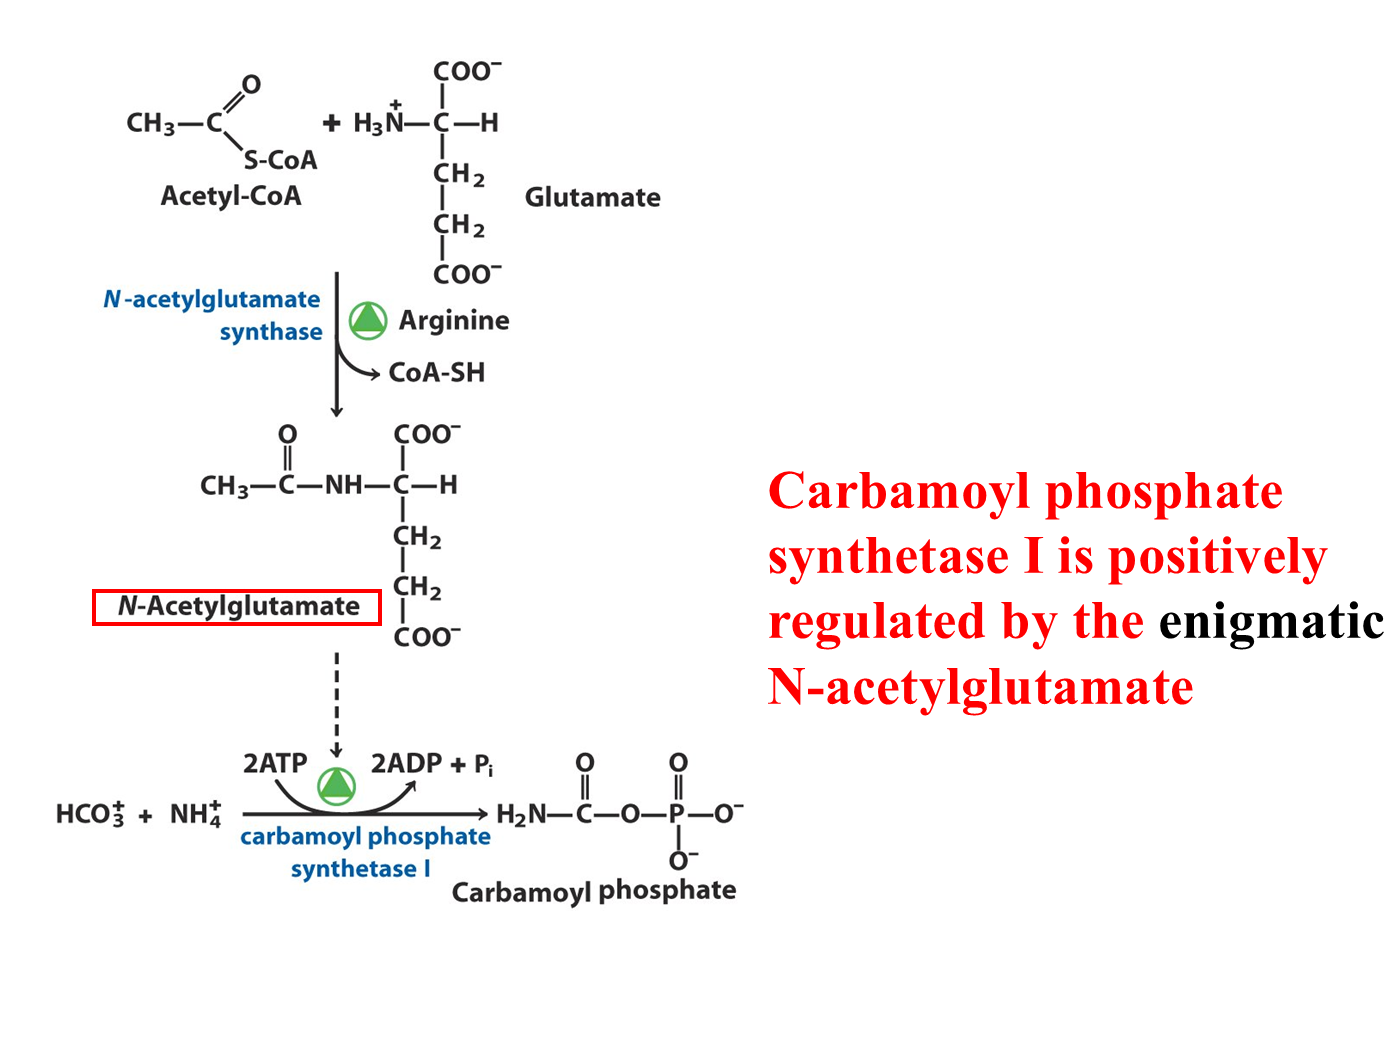 COO⁻
O
CH₃—C
+ H₃N⁺—C—H
S-CoA
CH₂
Acetyl-CoA
Glutamate
CH₂
COO⁻
N-acetylglutamate
synthase
Arginine
CoA-SH
O
COO⁻
CH₃—C—NH—C—H
CH₂
CH₂
N-Acetylglutamate
COO⁻
Carbamoyl phosphate
synthetase I is positively
regulated by the enigmatic
N-acetylglutamate
2ATP
2ADP + Pi
O
O
HCO₃⁺ + NH₄⁺
H₂N—C—O—P—O⁻
carbamoyl phosphate
synthetase I
O⁻
Carbamoyl phosphate